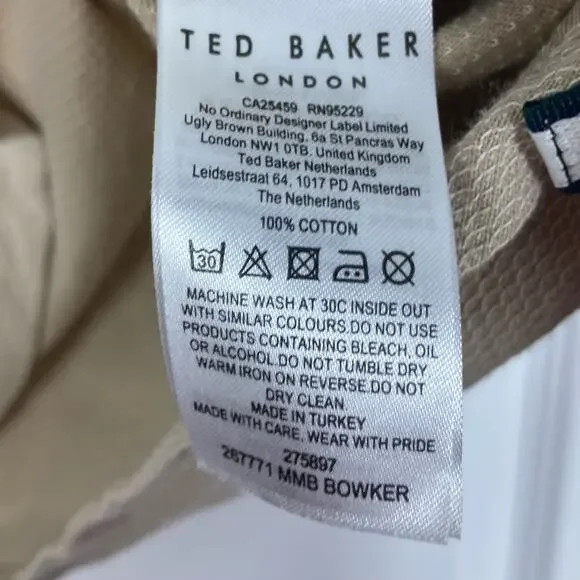 TED BAKER
LONDON
CA25459 RN95229
No Ordinary Designer Label Limited
Ugly Brown Building, 6a St Pancras Way
London NW1 0TB, United Kingdom
Ted Baker Netherlands
Leidsestraat 64, 1017 PD Amsterdam
The Netherlands
100% COTTON
30
MACHINE WASH AT 30C INSIDE OUT
WITH SIMILAR COLOURS.DO NOT USE
PRODUCTS CONTAINING BLEACH, OIL
OR ALCOHOL.DO NOT TUMBLE DRY
WARM IRON ON REVERSE.DO NOT
DRY CLEAN
MADE IN TURKEY
MADE WITH CARE, WEAR WITH PRIDE
275897
267771 MMB BOWKER